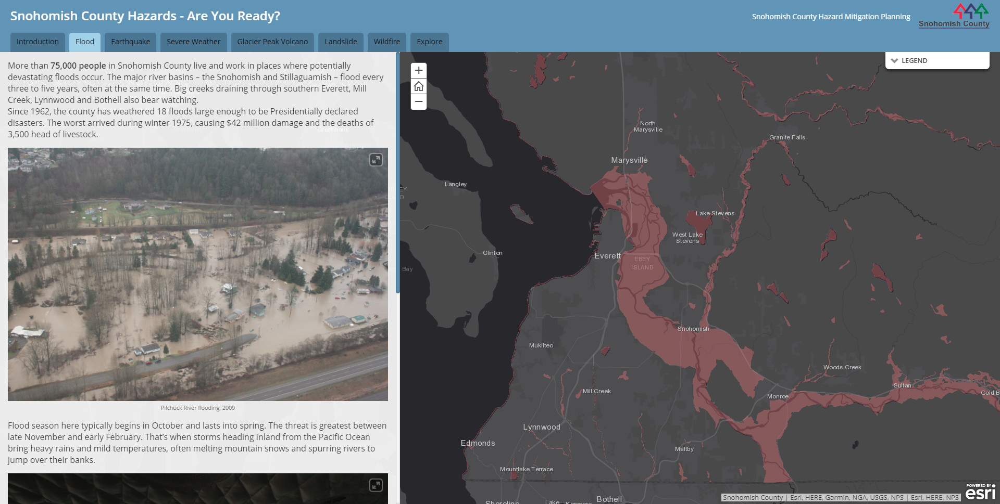 Snohomish County Hazards - Are You Ready?
Snohomish County Hazard Mitigation Planning
Snohomish County
Introduction
Flood
Earthquake
Severe Weather
Glacier Peak Volcano
Landslide
Wildfire
Explore
More than 75,000 people in Snohomish County live and work in places where potentially
devastating floods occur. The major river basins – the Snohomish and Stillaguamish – flood every
three to five years, often at the same time. Big creeks draining through southern Everett, Mill
Creek, Lynnwood and Bothell also bear watching.
Since 1962, the county has weathered 18 floods large enough to be Presidentially declared
disasters. The worst arrived during winter 1975, causing $42 million damage and the deaths of
3,500 head of livestock.
Pilchuck River flooding, 2009
Flood season here typically begins in October and lasts into spring. The threat is greatest between
late November and early February. That’s when storms heading inland from the Pacific Ocean
bring heavy rains and mild temperatures, often melting mountain snows and spurring rivers to
jump over their banks.
LEGEND
North
Marysville
Granite Falls
Marysville
Langley
Lake Stevens
West Lake
Stevens
Clinton
Everett
EBEY
ISLAND
Bay
Snohomish
Mukilteo
Woods Creek
Mill Creek
Sultan
Monroe
Gold B
Lynnwood
Edmonds
Maltby
Mountlake Terrace
Shoreline
Lake
Kenmore
Bothell
Snohomish County | Esri, HERE, Garmin, NGA, USGS, NPS | Esri, HERE, NPS
POWERED BY
esri